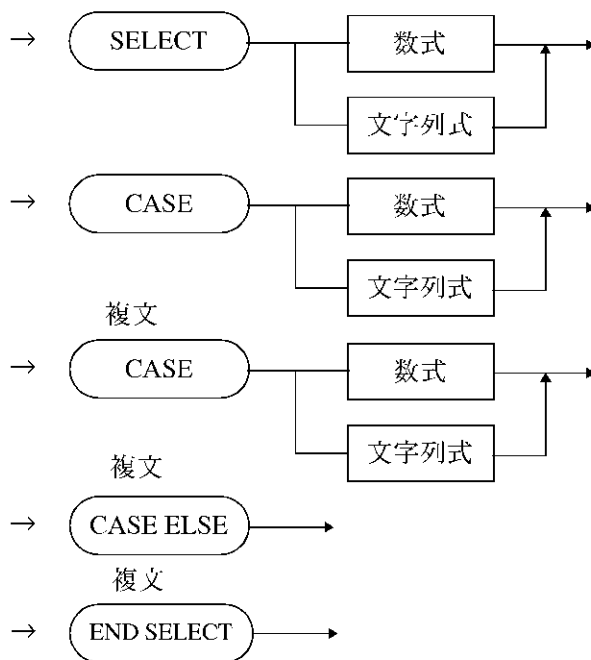 → SELECT 数式
文字列式
→ CASE 数式
文字列式
複文
→ CASE 数式
文字列式
複文
→ CASE ELSE
複文
→ END SELECT